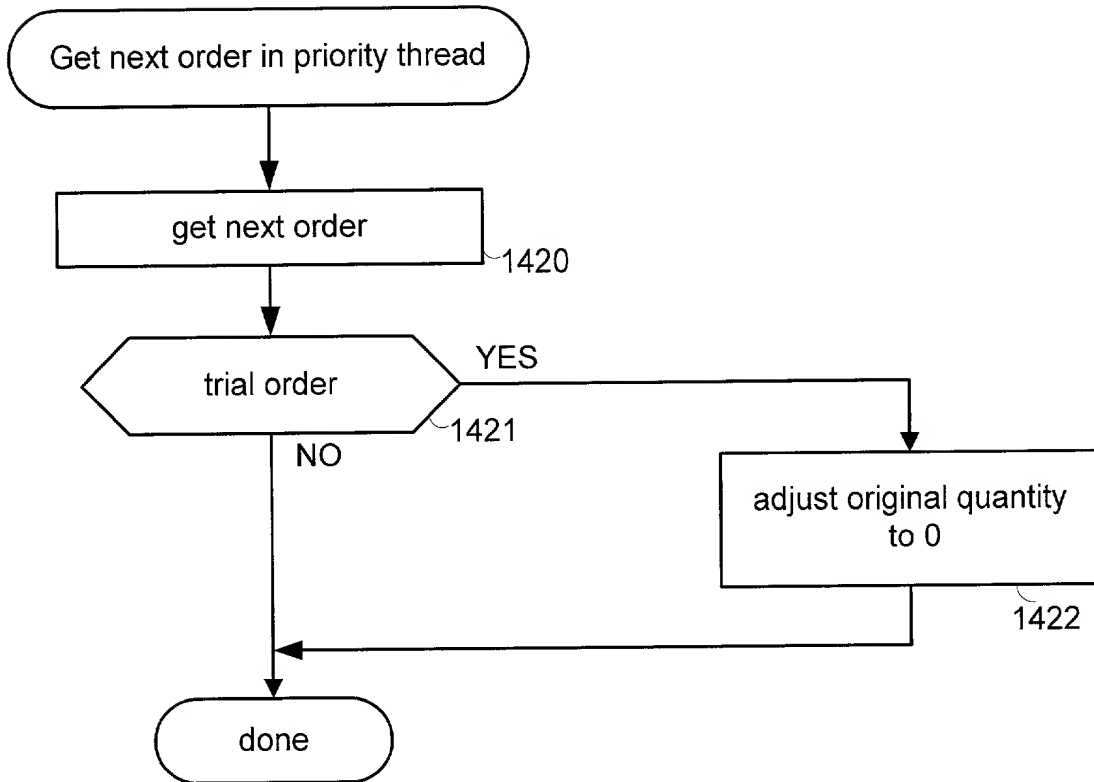 Get next order in priority thread
get next order
1420
trial order
YES
1421
NO
adjust original quantity
to 0
1422
done